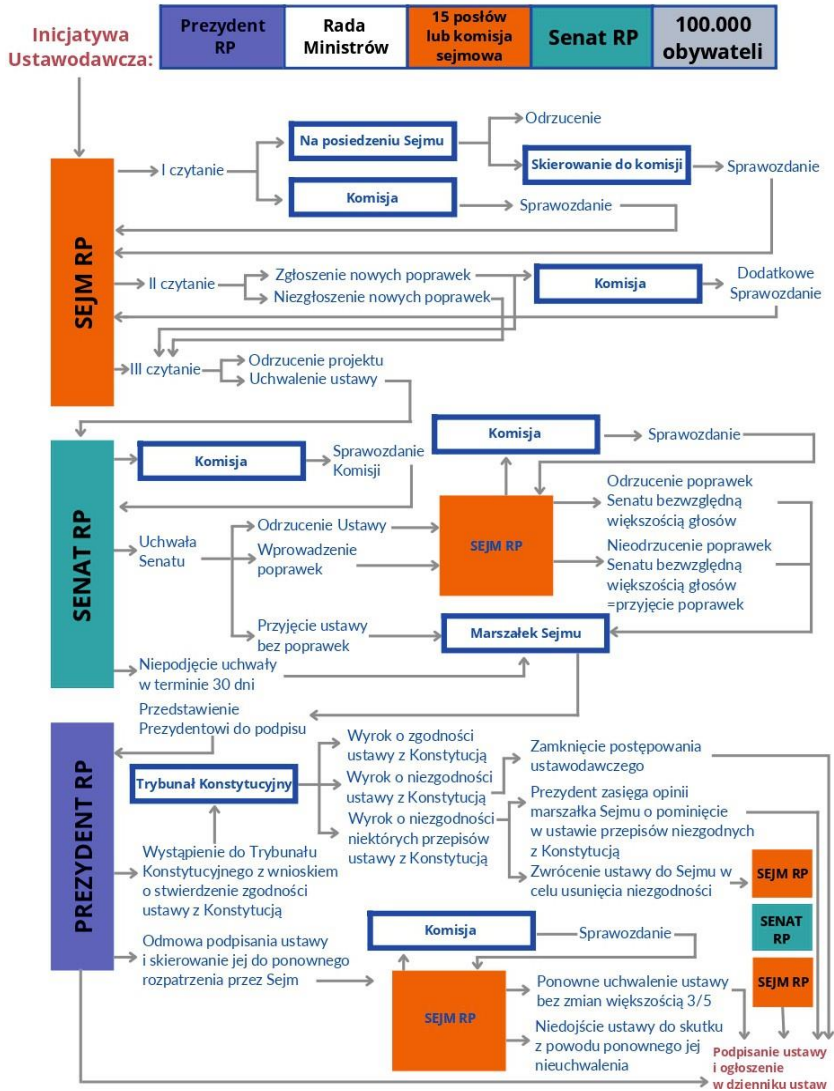 Inicjatywa
Ustawodawcza:
Prezydent
RP
Rada
Ministrów
15 posłów
lub komisja
sejmowa
Senat RP
100.000
obywateli
SEJM RP
I czytanie
Na posiedzeniu Sejmu
Odrzucenie
Skierowanie do komisji
Sprawozdanie
Komisja
Sprawozdanie
II czytanie
Zgłoszenie nowych poprawek
Niezgłoszenie nowych poprawek
Komisja
Dodatkowe
Sprawozdanie
III czytanie
Odrzucenie projektu
Uchwalenie ustawy
SENAT RP
Komisja
Sprawozdanie
Komisji
Komisja
Sprawozdanie
Uchwała
Senatu
Odrzucenie Ustawy
Wprowadzenie
poprawek
SEJM RP
Odrzucenie poprawek
Senatu bezwzględną
większością głosów
Nieodrzucenie poprawek
Senatu bezwzględną
większością głosów
=przyjęcie poprawek
Przyjęcie ustawy
bez poprawek
Marszałek Sejmu
Niepodjęcie uchwały
w terminie 30 dni
Przedstawienie
Prezydentowi do podpisu
PREZYDENT RP
Trybunał Konstytucyjny
Wyrok o zgodności
ustawy z Konstytucją
Wyrok o niezgodności
ustawy z Konstytucją
Wyrok o niezgodności
niektórych przepisów
ustawy z Konstytucją
Zamknięcie postępowania
ustawodawczego
Prezydent zasięga opinii
marszałka Sejmu o pominięcie
w ustawie przepisów niezgodnych
z Konstytucją
Zwrócenie ustawy do Sejmu w
celu usunięcia niezgodności
SEJM RP
SENAT
RP
SEJM RP
Wystąpienie do Trybunału
Konstytucyjnego z wnioskiem
o stwierdzenie zgodności
ustawy z Konstytucją
Odmowa podpisania ustawy
i skierowanie jej do ponownego
rozpatrzenia przez Sejm
Komisja
Sprawozdanie
SEJM RP
Ponowne uchwalenie ustawy
bez zmian większością 3/5
Niedojście ustawy do skutku
z powodu ponownego jej
nieuchwalenia
Podpisanie ustawy
i ogłoszenie
w dzienniku ustaw